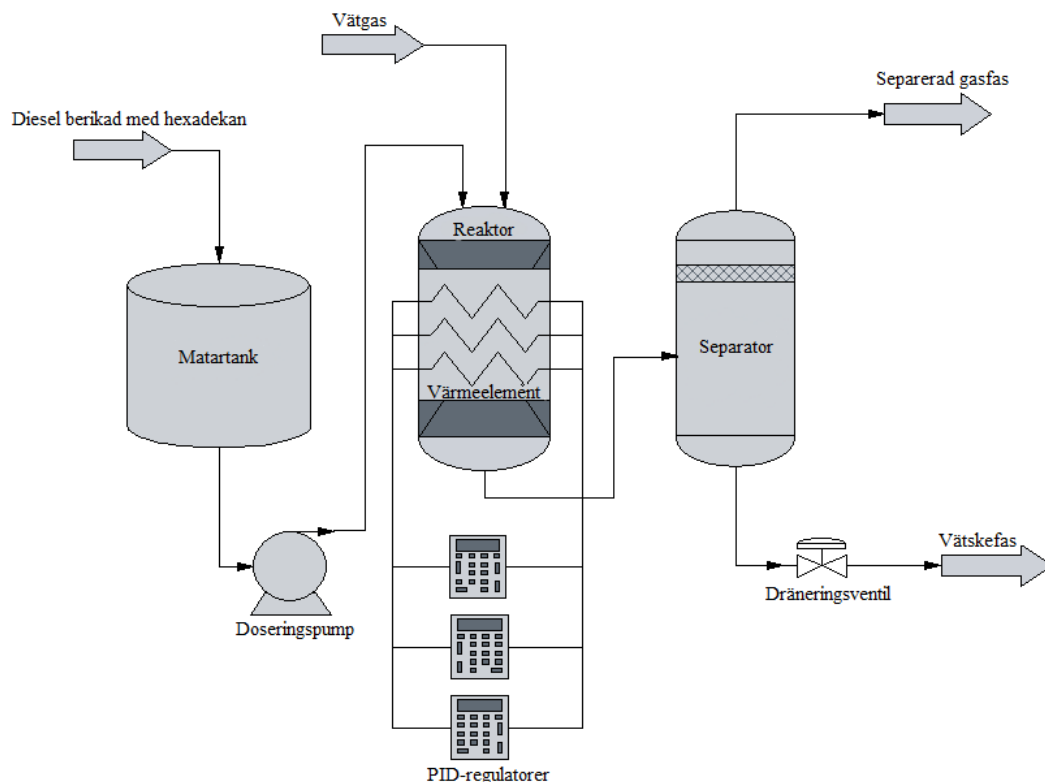 Vätgas
Diesel berikad med hexadekan
Separerad gasfas
Reaktor
Matartank
Separator
Värmeelement
Vätskefas
Dräneringsventil
Doseringspump
PID-regulatorer